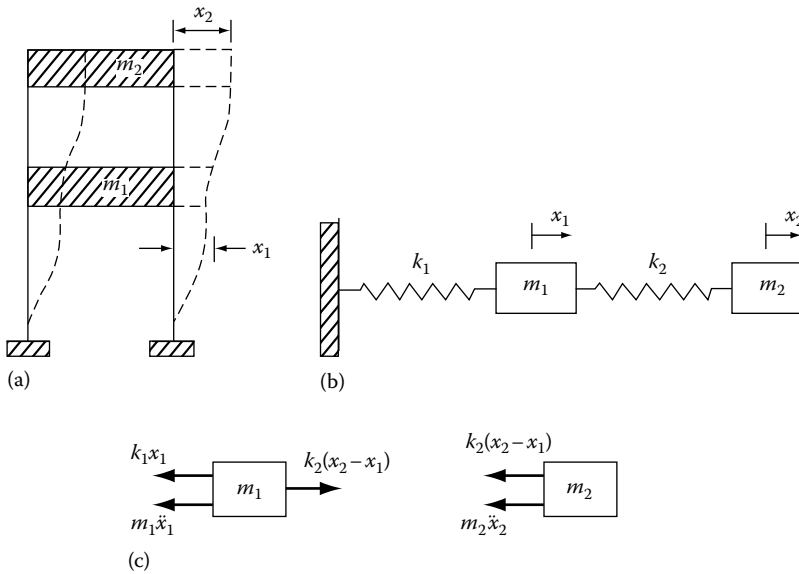 x₂
m₂
m₁
x₁
(a)
x₁ x₂
k₁ k₂
m₁ m₂
(b)
k₁x₁ k₂(x₂−x₁) k₂(x₂−x₁)
m₁ m₂
m₁ẍ₁ m₂ẍ₂
(c)